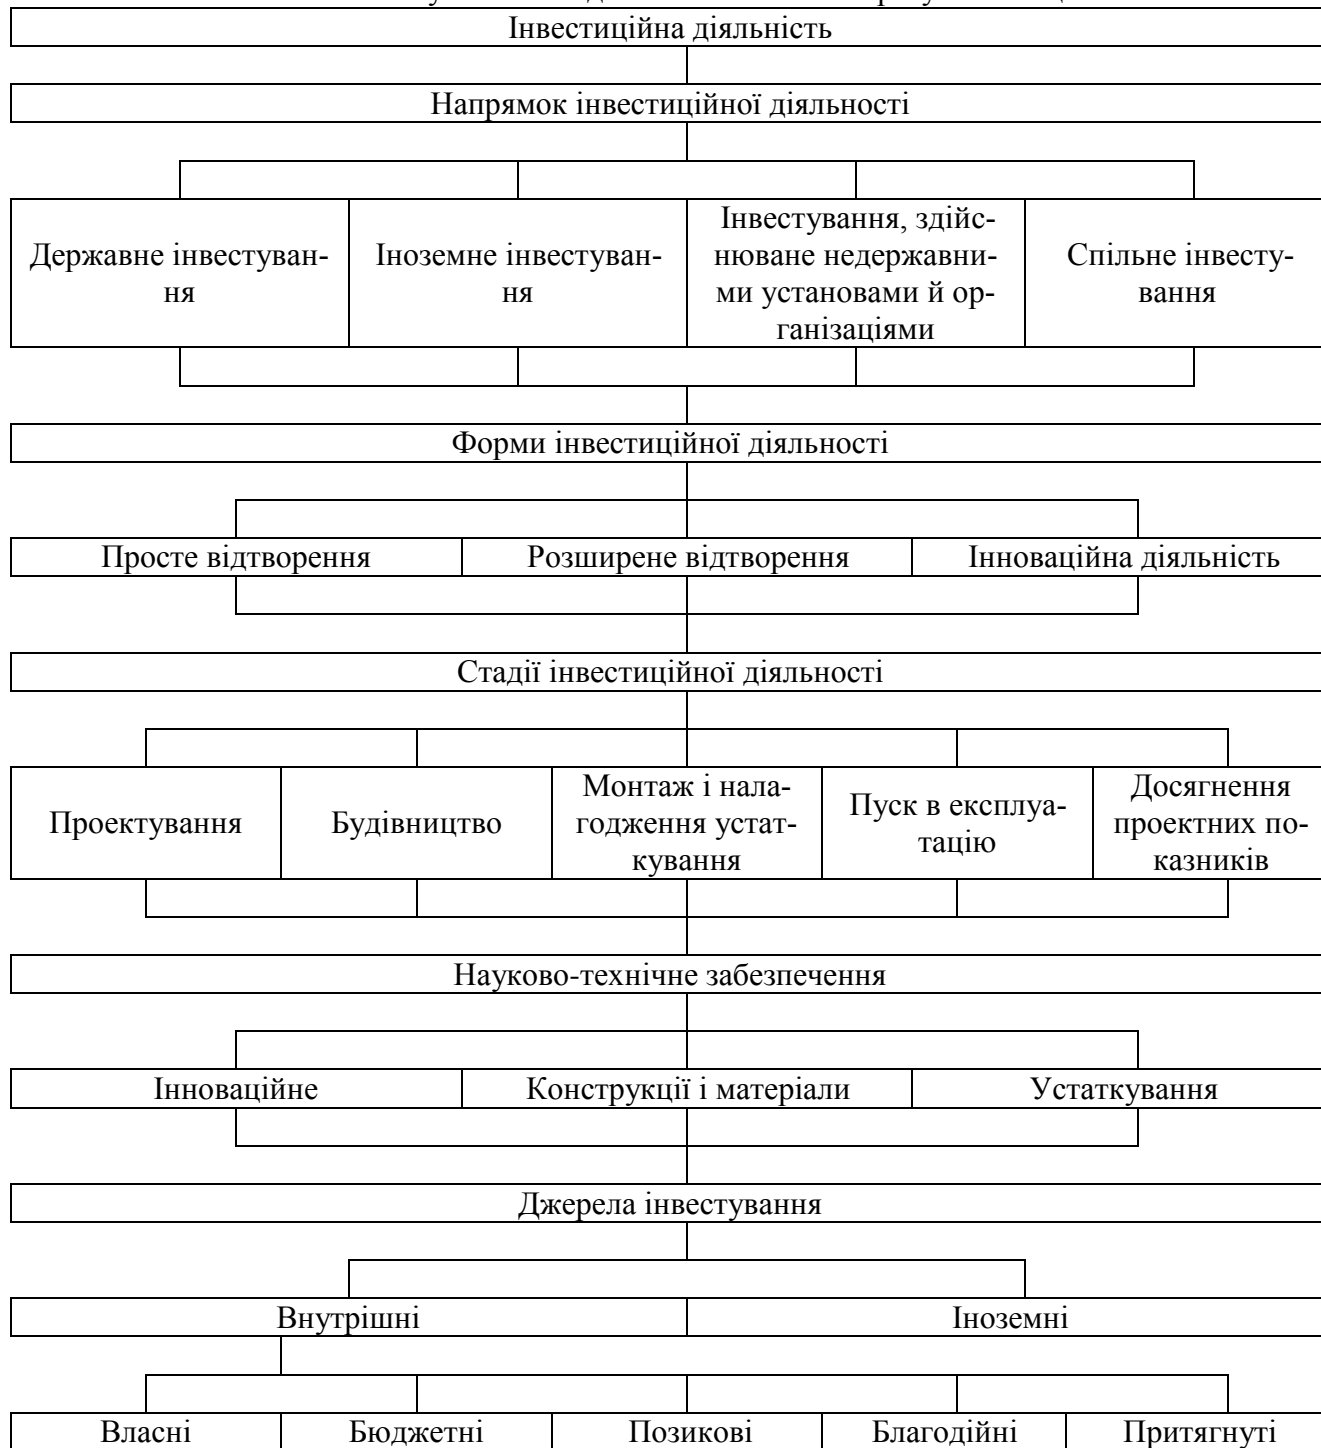 Інвестиційна діяльність
Напрямок інвестиційної діяльності
Державне інвестуван-
ня
Іноземне інвестуван-
ня
Інвестування, здійс-
нюване недержавни-
ми установами й ор-
ганізаціями
Спільне інвесту-
вання
Форми інвестиційної діяльності
Просте відтворення
Розширене відтворення
Інноваційна діяльність
Стадії інвестиційної діяльності
Проектування
Будівництво
Монтаж і нала-
годження устат-
кування
Пуск в експлуа-
тацію
Досягнення
проектних по-
казників
Науково-технічне забезпечення
Інноваційне
Конструкції і матеріали
Устаткування
Джерела інвестування
Внутрішні
Іноземні
Власні
Бюджетні
Позикові
Благодійні
Притягнуті